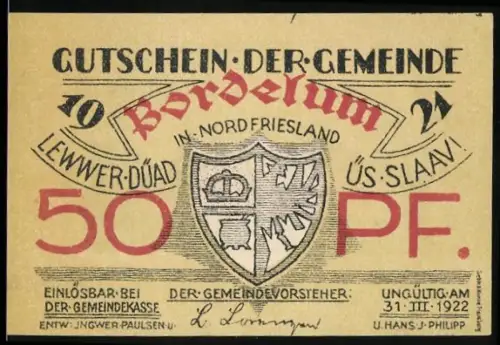 GUTSCHEIN·DER·GEMEINDE
19 Bordelum 21
IN·NORDFRIESLAND
LEWWER·DÜAD ÜS·SLAAV!
50 PF.
EINLÖSBAR·BEI DER·GEMEINDEVORSTEHER: UNGÜLTIG·AM
DER·GEMEINDEKASSE L. Lorenzen 31·III·1922
ENTW: INGWER·PAULSEN·U· U. HANS·J·PHILIPP